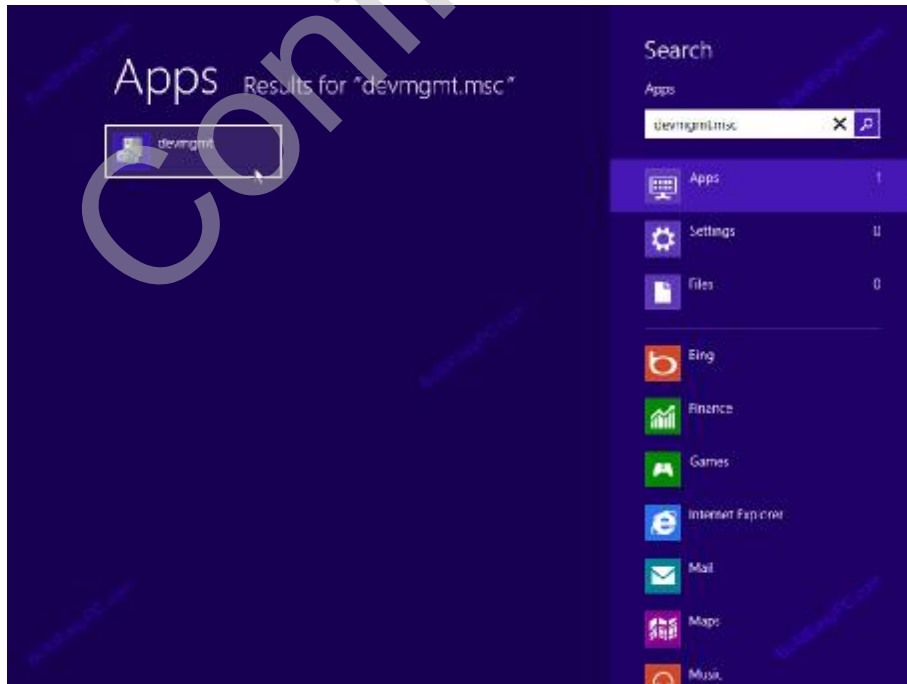 Apps Results for "devmgmt.msc"
devmgmt
Search
Apps
devmgmt.msc
Apps 1
Settings 0
Files 0
Bing
Finance
Games
Internet Explorer
Mail
Maps
Music